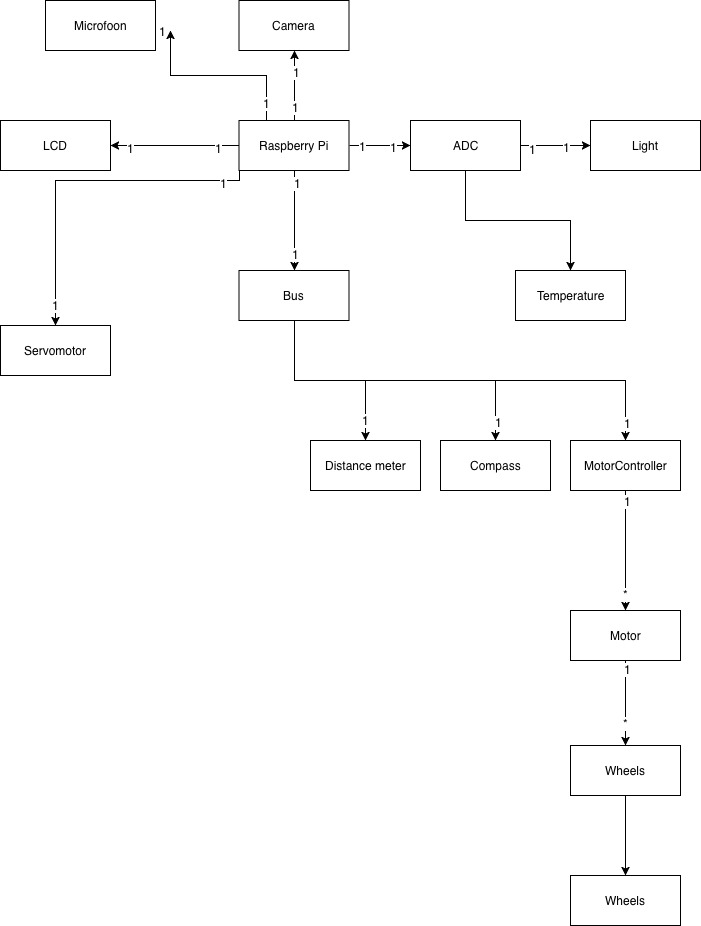 Microfoon
1
Camera
1
1
1
LCD
1
1
Raspberry Pi
1
1
ADC
1
1
Light
1
1
1
1
Bus
Temperature
Servomotor
1
1
1
Distance meter
Compass
MotorController
1
*
Motor
1
*
Wheels
Wheels